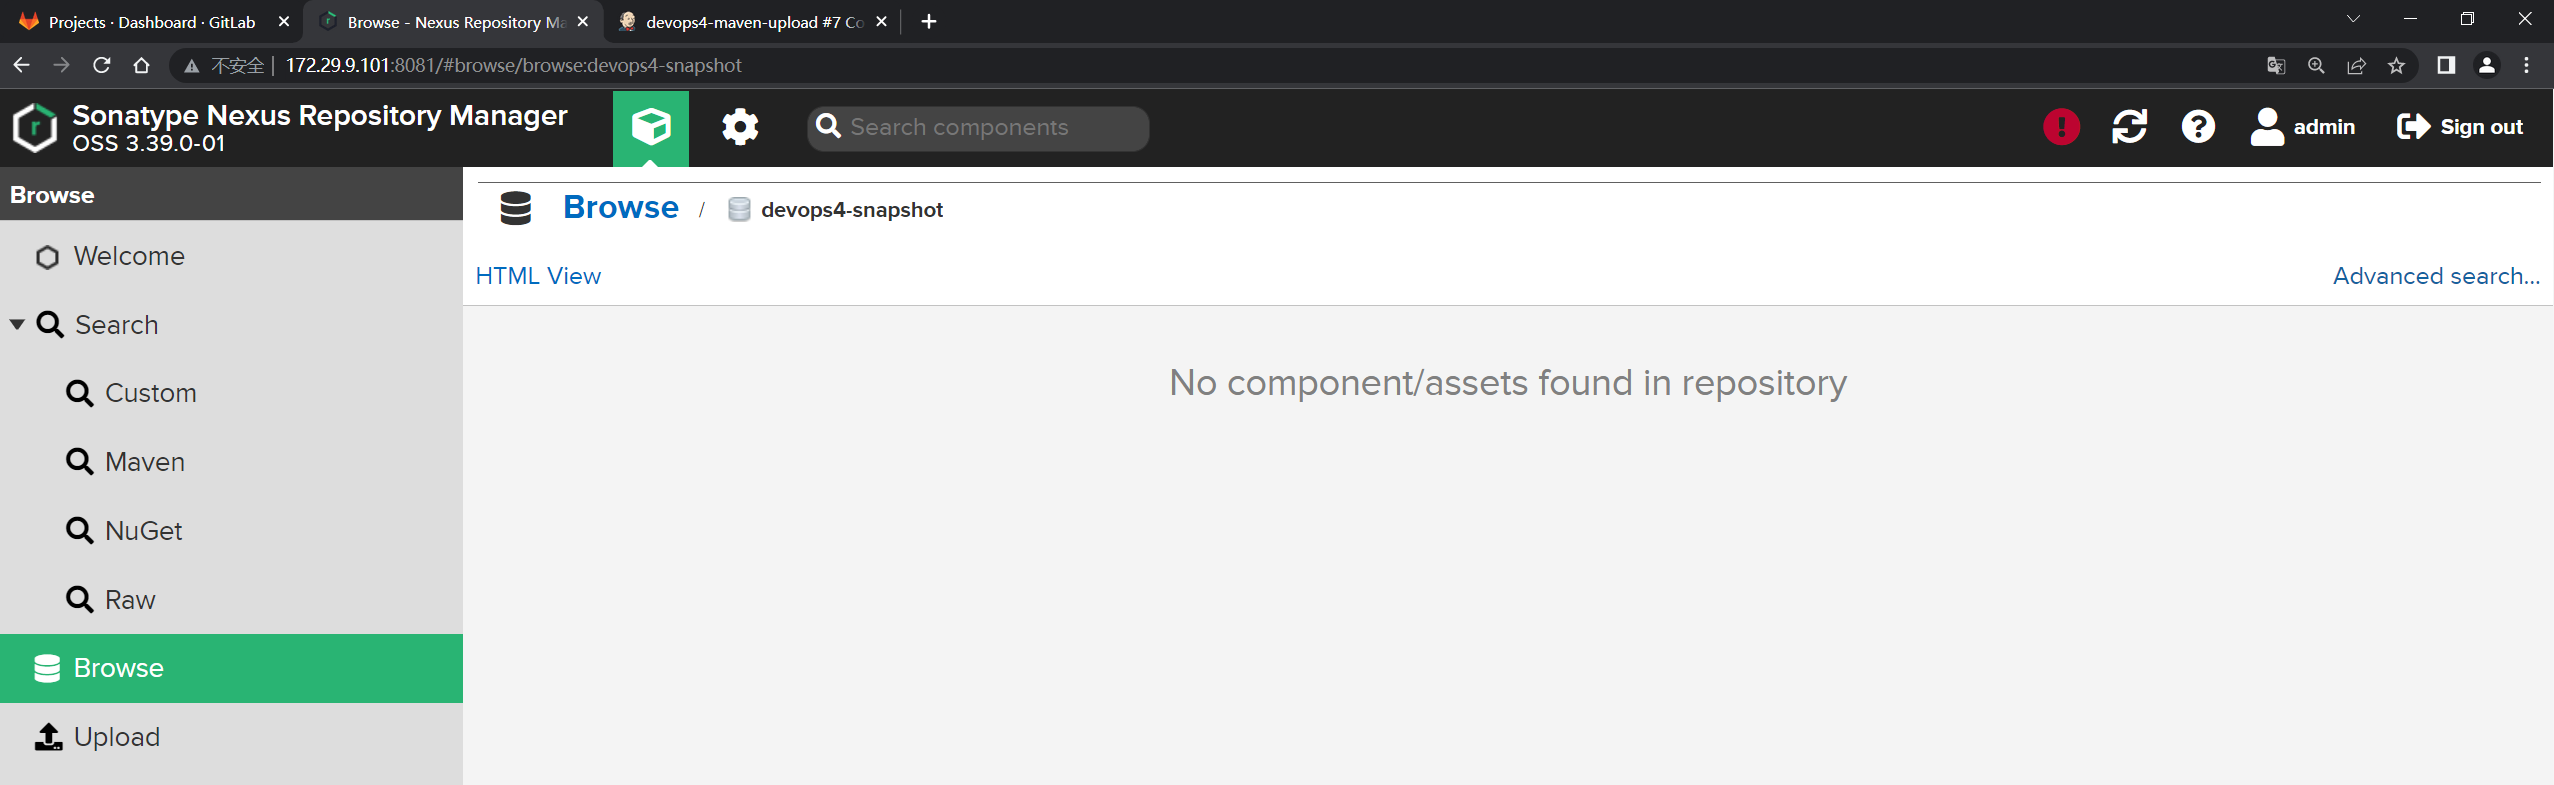 Projects · Dashboard · GitLab
Browse - Nexus Repository Ma
devops4-maven-upload #7 Co
不安全 | 172.29.9.101:8081/#browse/browse:devops4-snapshot
Sonatype Nexus Repository Manager
OSS 3.39.0-01
Search components
admin
Sign out
Browse
Welcome
Search
Custom
Maven
NuGet
Raw
Browse
Upload
Browse / devops4-snapshot
HTML View
Advanced search...
No component/assets found in repository